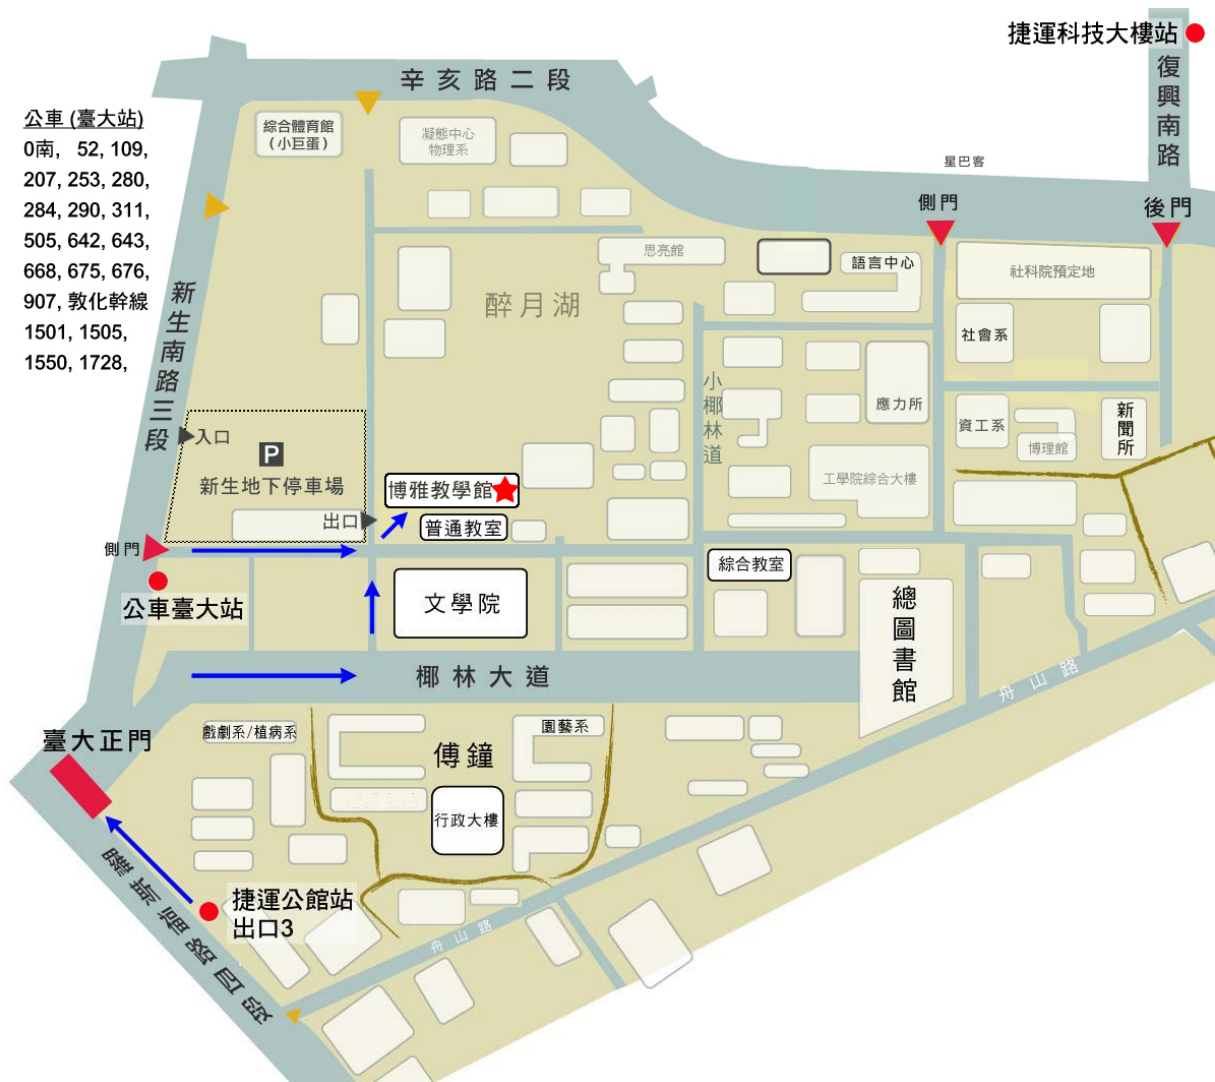 捷運科技大樓站
復興南路
辛亥路二段
公車 (臺大站)
0南, 52, 109,
207, 253, 280,
284, 290, 311,
505, 642, 643,
668, 675, 676,
907, 敦化幹線
1501, 1505,
1550, 1728,
綜合體育館
(小巨蛋)
凝態中心
物理系
星巴客
側門
後門
思亮館
語言中心
社科院預定地
新生南路三段
醉月湖
社會系
小椰林道
應力所
資工系
博理館
新聞所
入口
P
新生地下停車場
博雅教學館
工學院綜合大樓
出口
普通教室
側門
綜合教室
公車臺大站
文學院
總圖書館
椰林大道
舟山路
臺大正門
戲劇系/植病系
傅鐘
園藝系
行政大樓
羅斯福路四段
捷運公館站
出口3
舟山路